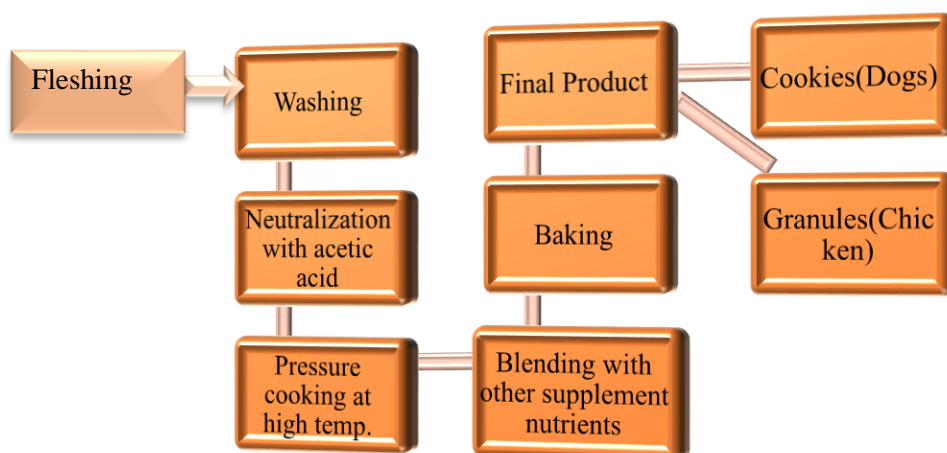 Fleshing
Washing
Neutralization
with acetic
acid
Pressure
cooking at
high temp.
Blending with
other supplement
nutrients
Baking
Final Product
Cookies(Dogs)
Granules(Chic
ken)